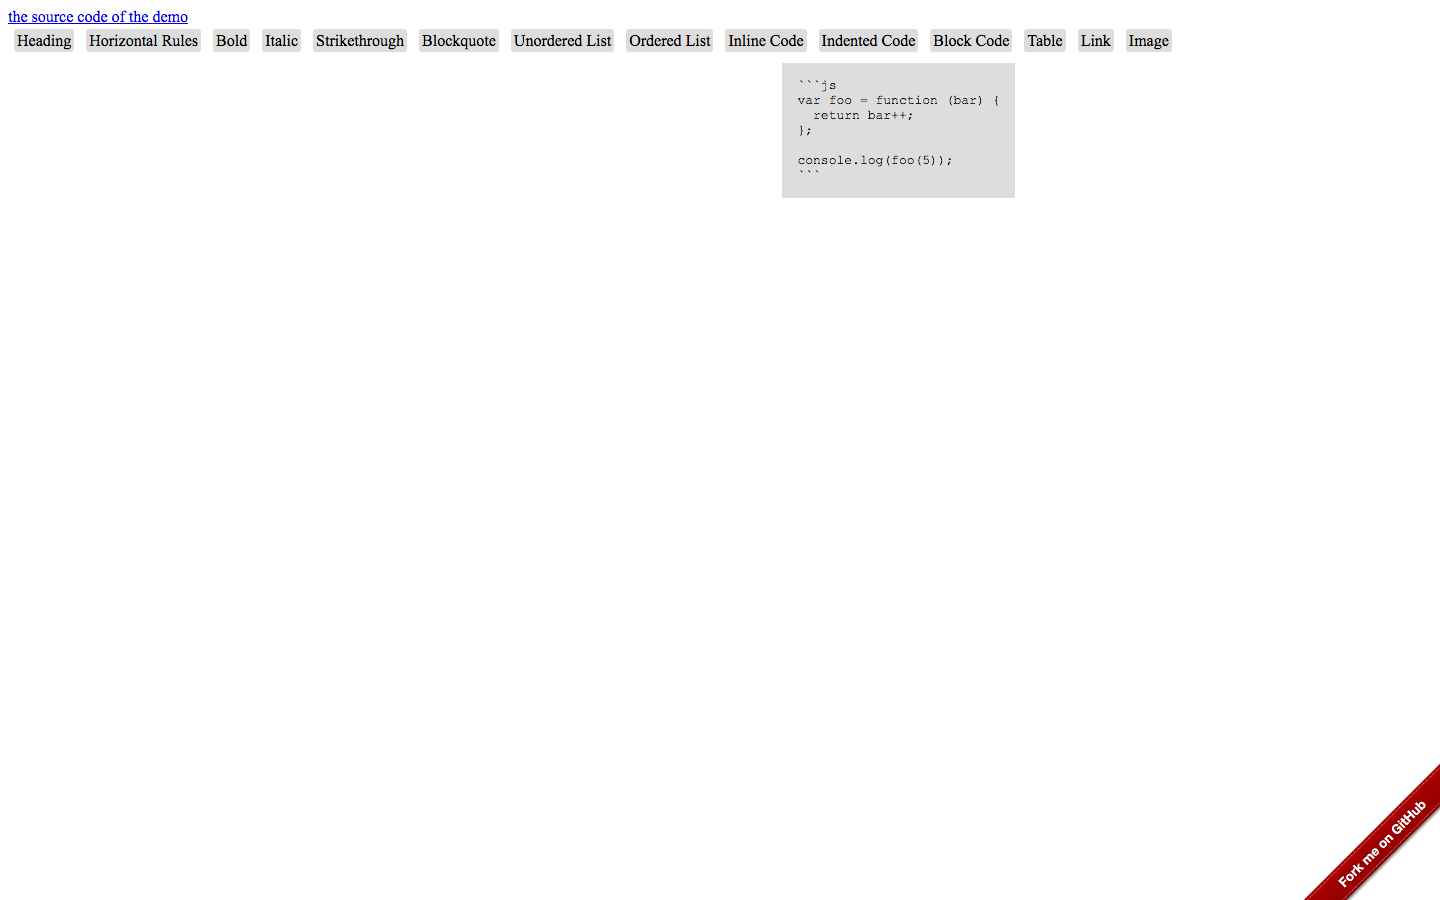 the source code of the demo
Heading Horizontal Rules Bold Italic Strikethrough Blockquote Unordered List Ordered List Inline Code Indented Code Block Code Table Link Image
```js
var foo = function (bar) {
  return bar++;
};

console.log(foo(5));
```
Fork me on GitHub